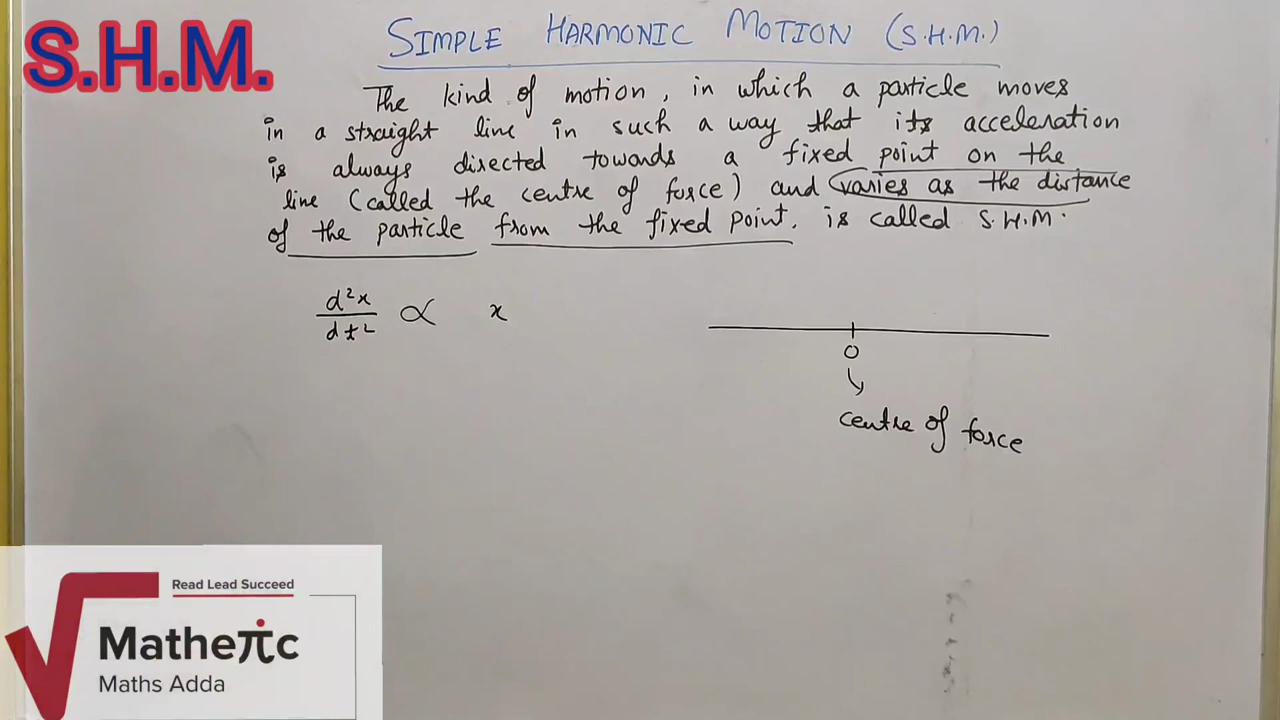 S.H.M.
SIMPLE HARMONIC MOTION (S.H.M.)
The kind of motion, in which a particle moves
in a straight line in such a way that its acceleration
is always directed towards a fixed point on the
line (called the centre of force) and varies as the distance
of the particle from the fixed point. is called S.H.M.
d²x/dt² ∝ x
O
centre of force
Read Lead Succeed
Matheπc
Maths Adda